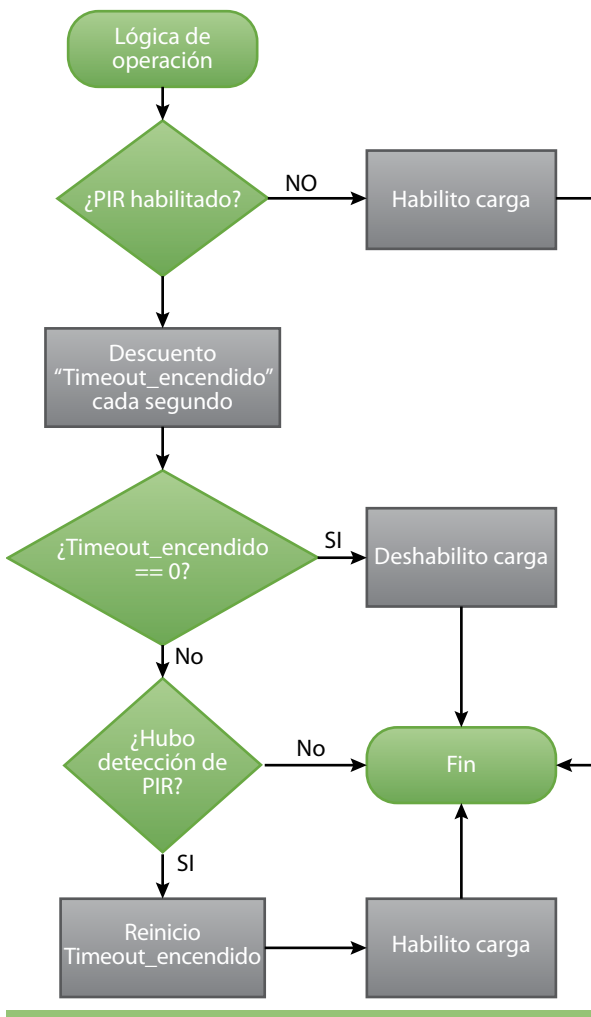 Lógica de
operación
¿PIR habilitado?
NO
Habilito carga
Descuento
“Timeout_encendido”
cada segundo
¿Timeout_encendido
== 0?
SI
Deshabilito carga
No
¿Hubo
detección de
PIR?
No
Fin
SI
Reinicio
Timeout_encendido
Habilito carga